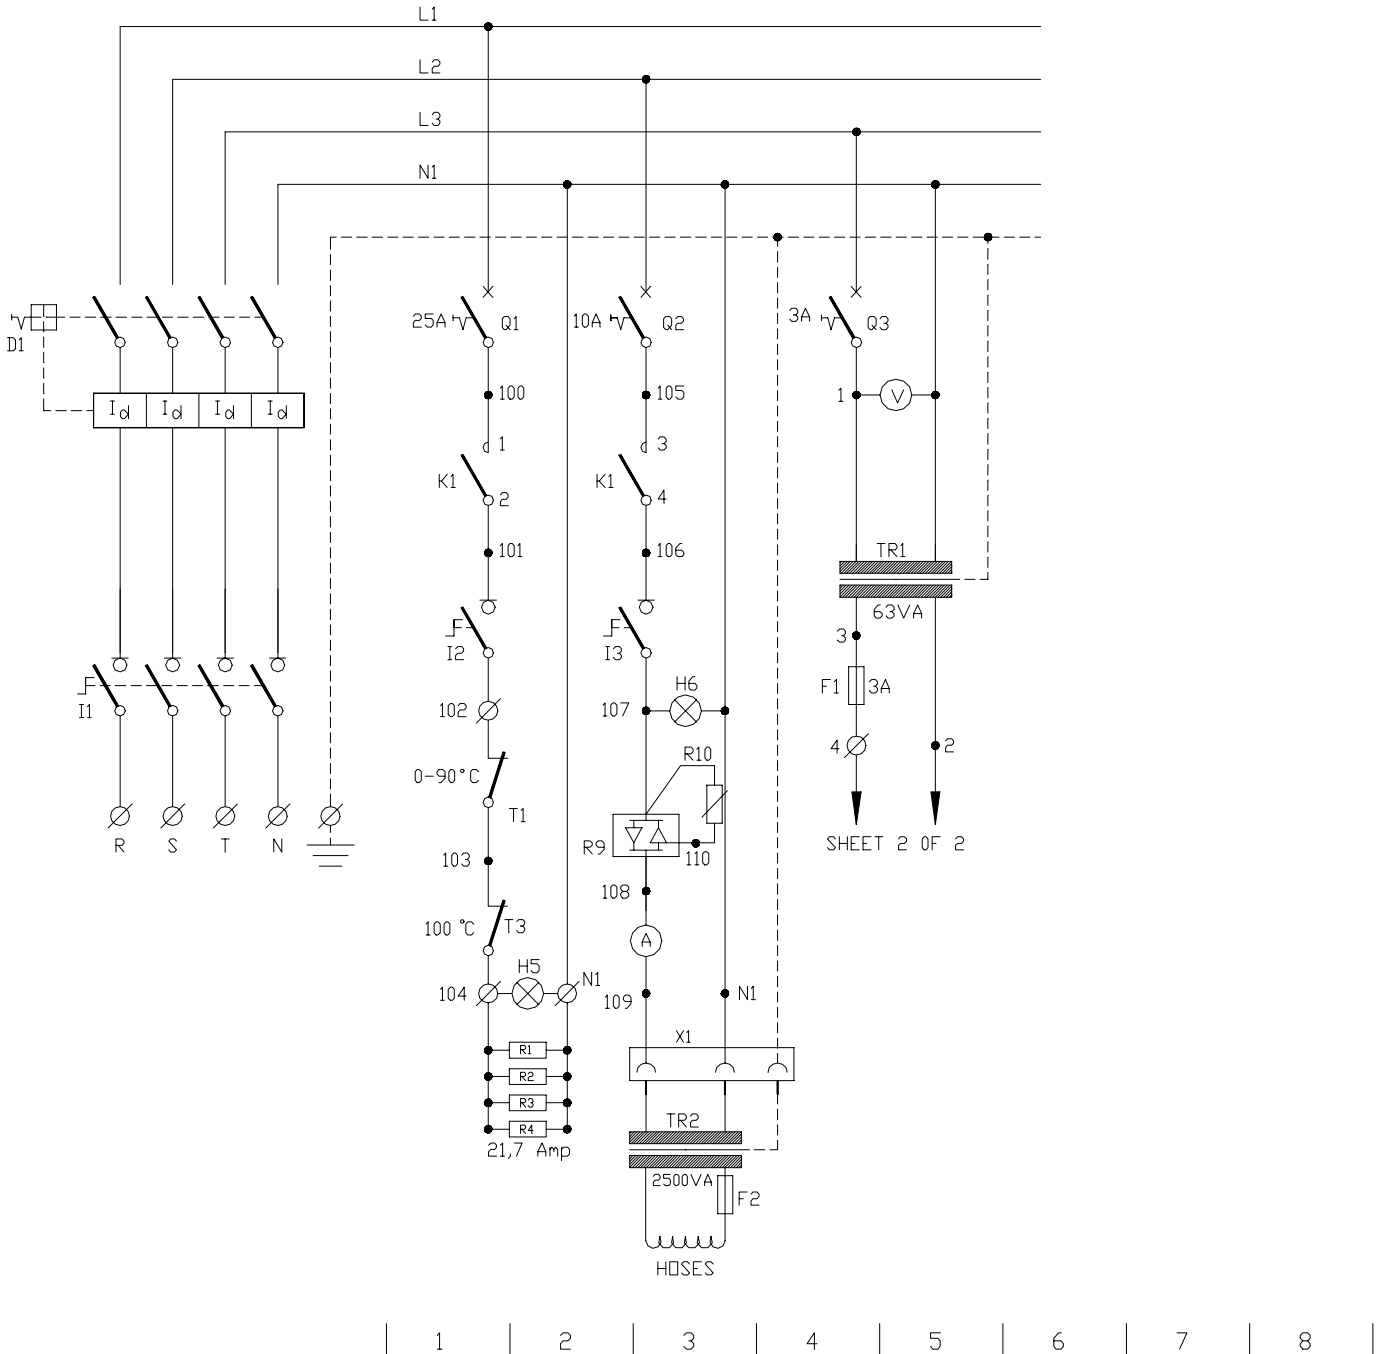 L1
L2
L3
N1
D1
25A
Q1
10A
Q2
3A
Q3
Id
Id
Id
Id
100
105
1
V
1
3
K1
2
K1
4
101
106
TR1
63VA
I2
I3
3
I1
102
107
H6
F1
3A
4
2
0-90°C
T1
R10
R
S
T
N
R9
110
SHEET 2 OF 2
103
108
100 °C
T3
A
H5
N1
104
109
N1
X1
R1
R2
R3
R4
21,7 Amp
TR2
2500VA
F2
HOSES
1
2
3
4
5
6
7
8